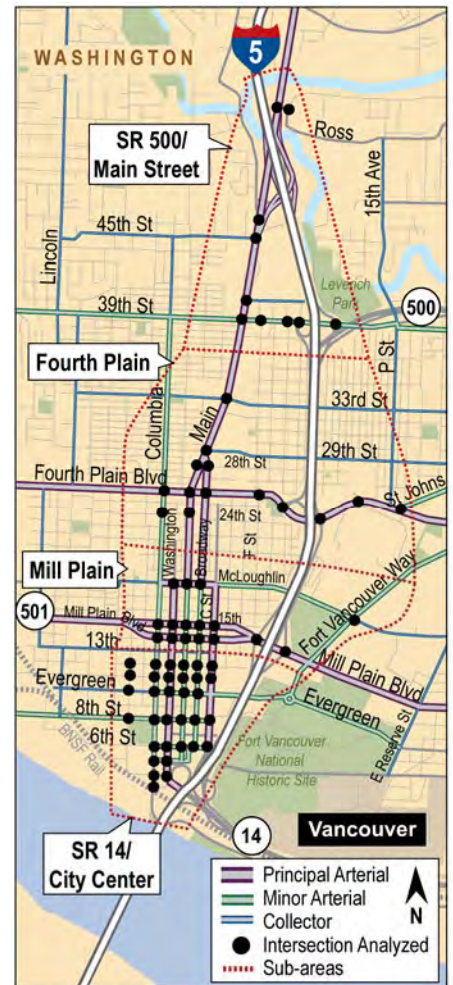 WASHINGTON
5
Ross
SR 500/
Main Street
15th Ave
45th St
Lincoln
Leverich
Park
39th St
500
P St
Fourth Plain
Columbia
Main
33rd St
29th St
28th St
Fourth Plain Blvd
St Johns
24th St
Washington
Broadway
F St
Mill Plain
McLoughlin
501
C St
15th
Mill Plain Blvd
Fort Vancouver Way
13th
Mill Plain Blvd
Evergreen
Evergreen
8th St
E Reserve St
6th St
BNSF Rail
Fort Vancouver
National
Historic Site
14
Vancouver
SR 14/
City Center
Principal Arterial
Minor Arterial
Collector
Intersection Analyzed
Sub-areas
N